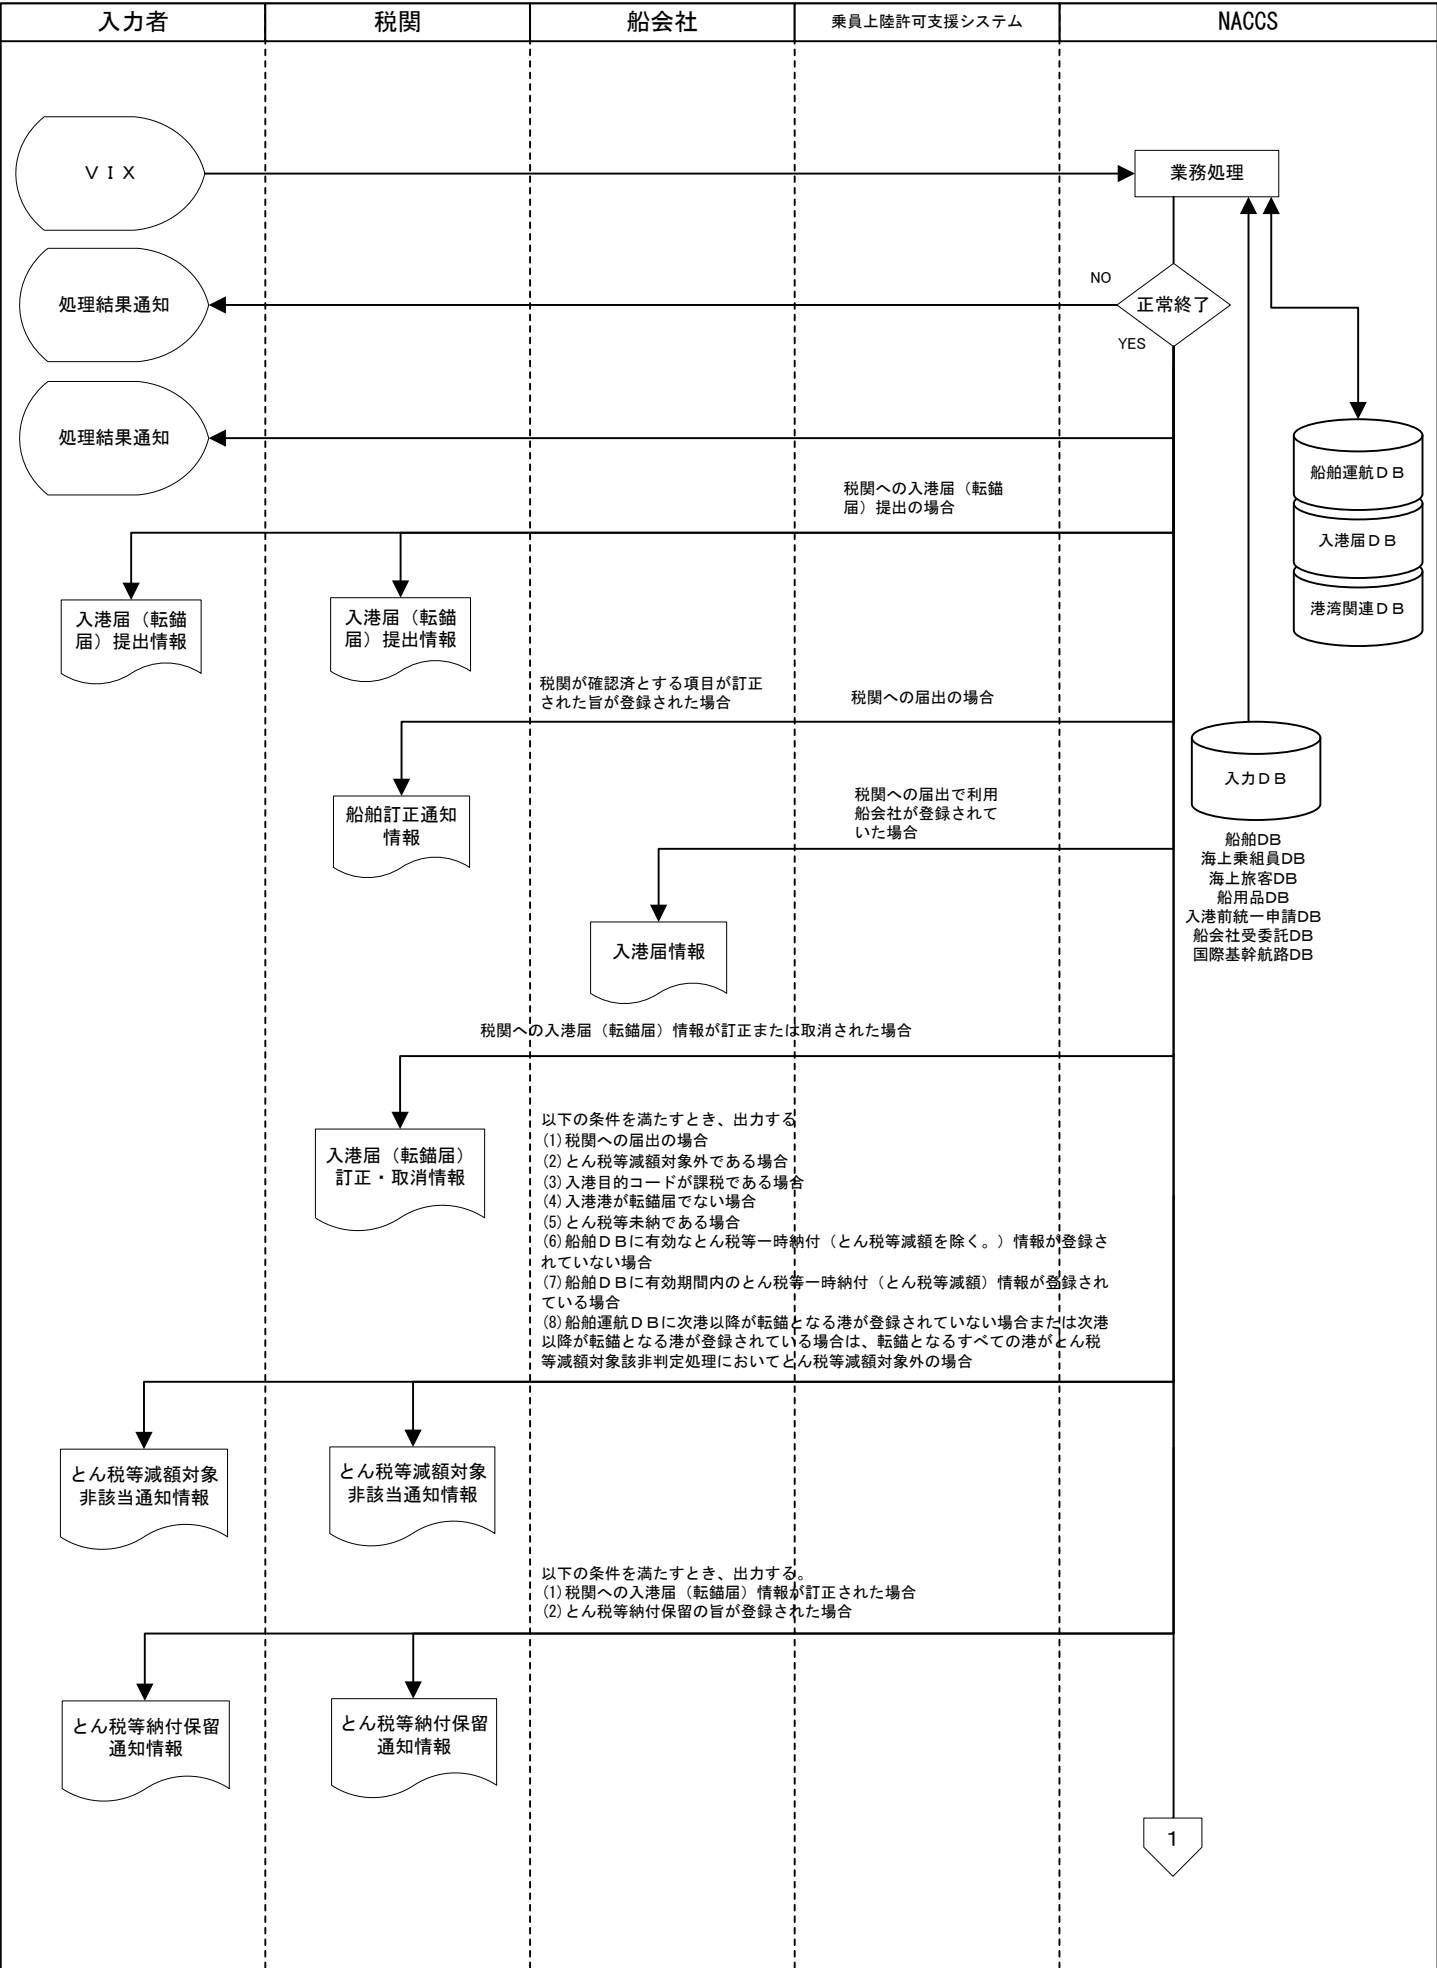 入力者
税関
船会社
乗員上陸許可支援システム
NACCS
ＶＩＸ
業務処理
NO
処理結果通知
正常終了
YES
処理結果通知
船舶運航ＤＢ
入港届ＤＢ
港湾関連ＤＢ
税関への入港届（転錨
届）提出の場合
入港届（転錨
届）提出情報
入港届（転錨
届）提出情報
税関が確認済とする項目が訂正
された旨が登録された場合
税関への届出の場合
船舶訂正通知
情報
入力ＤＢ
船舶DB
海上乗組員DB
海上旅客DB
船用品DB
入港前統一申請DB
船会社受委託DB
国際基幹航路DB
税関への届出で利用
船会社が登録されて
いた場合
入港届情報
税関への入港届（転錨届）情報が訂正または取消された場合
入港届（転錨届）
訂正・取消情報
以下の条件を満たすとき、出力する
(1)税関への届出の場合
(2)とん税等減額対象外である場合
(3)入港目的コードが課税である場合
(4)入港港が転錨届でない場合
(5)とん税等未納である場合
(6)船舶ＤＢに有効なとん税等一時納付（とん税等減額を除く。）情報が登録さ
れていない場合
(7)船舶ＤＢに有効期間内のとん税等一時納付（とん税等減額）情報が登録され
ている場合
(8)船舶運航ＤＢに次港以降が転錨となる港が登録されていない場合または次港
以降が転錨となる港が登録されている場合は、転錨となるすべての港がとん税
等減額対象該非判定処理においてとん税等減額対象外の場合
とん税等減額対象
非該当通知情報
とん税等減額対象
非該当通知情報
以下の条件を満たすとき、出力する。
(1)税関への入港届（転錨届）情報が訂正された場合
(2)とん税等納付保留の旨が登録された場合
とん税等納付保留
通知情報
とん税等納付保留
通知情報
1